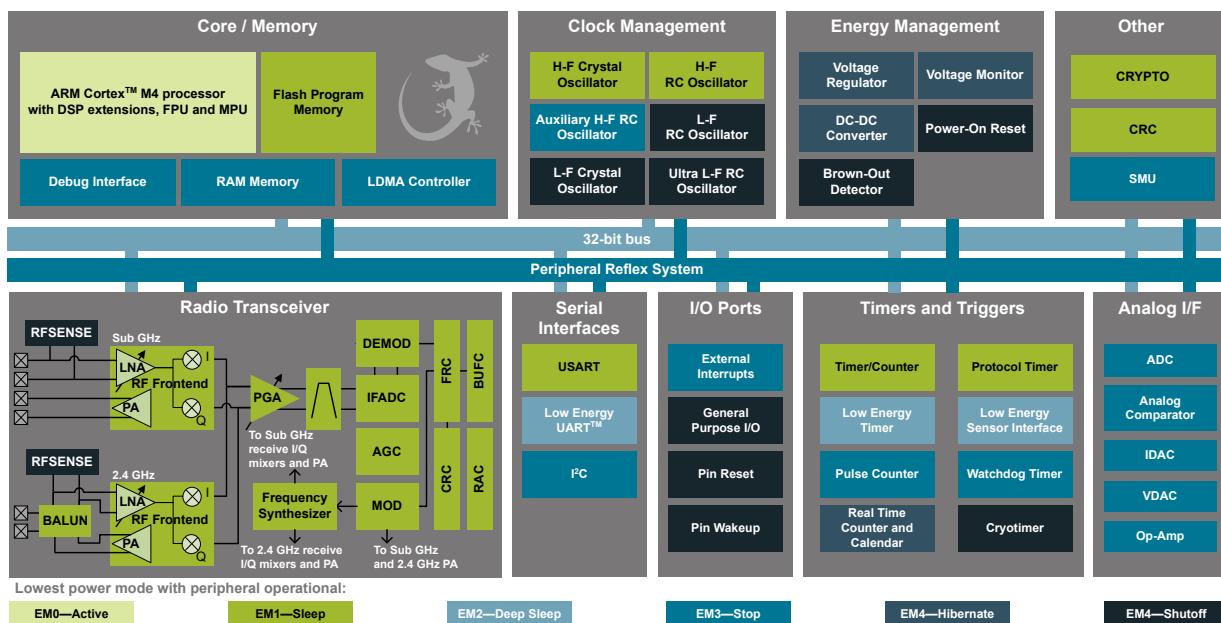 Core / Memory
ARM Cortex™ M4 processor
with DSP extensions, FPU and MPU
Flash Program
Memory
Debug Interface
RAM Memory
LDMA Controller
Clock Management
H-F Crystal
Oscillator
H-F
RC Oscillator
Auxiliary H-F RC
Oscillator
L-F
RC Oscillator
L-F Crystal
Oscillator
Ultra L-F RC
Oscillator
Energy Management
Voltage
Regulator
Voltage Monitor
DC-DC
Converter
Power-On Reset
Brown-Out
Detector
Other
CRYPTO
CRC
SMU
32-bit bus
Peripheral Reflex System
Radio Transceiver
RFSENSE
Sub GHz
LNA
I
RF Frontend
PA
Q
RFSENSE
2.4 GHz
LNA
I
RF Frontend
BALUN
PA
Q
PGA
To Sub GHz
receive I/Q
mixers and PA
Frequency
Synthesizer
To 2.4 GHz receive
I/Q mixers and PA
DEMOD
IFADC
AGC
MOD
To Sub GHz
and 2.4 GHz PA
FRC
BUFC
CRC
RAC
Serial
Interfaces
USART
Low Energy
UART™
I²C
I/O Ports
External
Interrupts
General
Purpose I/O
Pin Reset
Pin Wakeup
Timers and Triggers
Timer/Counter
Protocol Timer
Low Energy
Timer
Low Energy
Sensor Interface
Pulse Counter
Watchdog Timer
Real Time
Counter and
Calendar
Cryotimer
Analog I/F
ADC
Analog
Comparator
IDAC
VDAC
Op-Amp
Lowest power mode with peripheral operational:
EM0—Active
EM1—Sleep
EM2—Deep Sleep
EM3—Stop
EM4—Hibernate
EM4—Shutoff